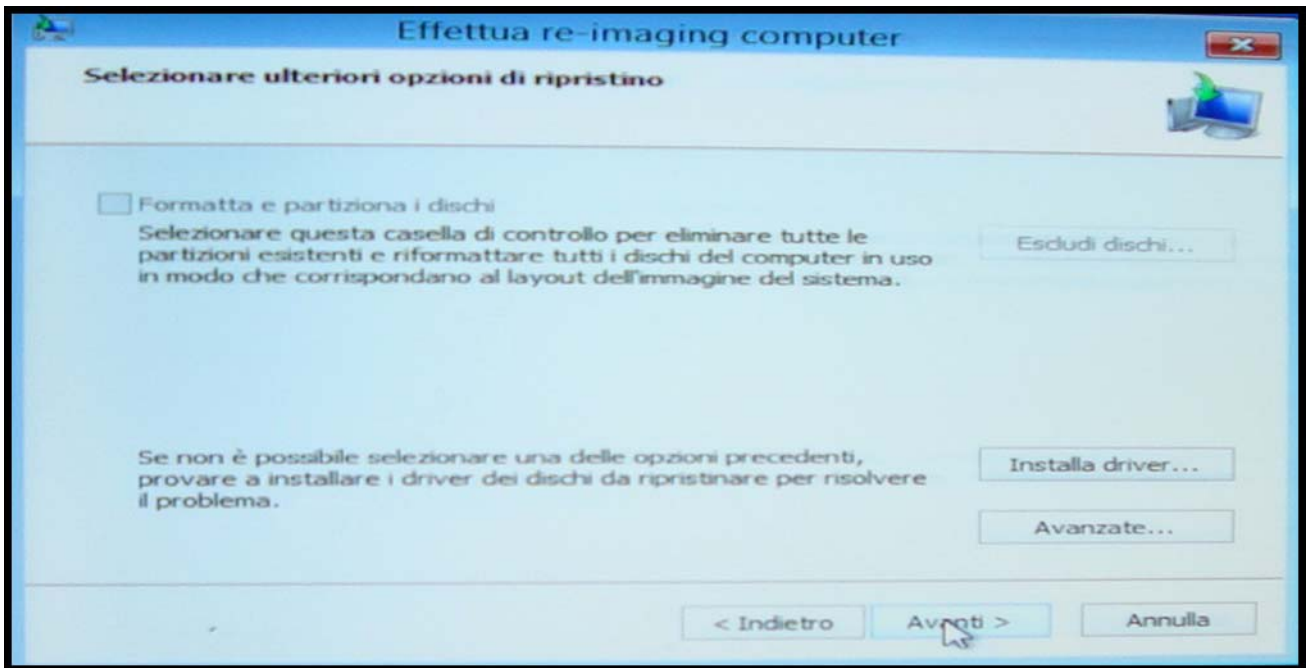 Effettua re-imaging computer
Selezionare ulteriori opzioni di ripristino
Formatta e partiziona i dischi
Selezionare questa casella di controllo per eliminare tutte le
partizioni esistenti e riformattare tutti i dischi del computer in uso
in modo che corrispondano al layout dell'immagine del sistema.
Escludi dischi...
Se non è possibile selezionare una delle opzioni precedenti,
provare a installare i driver dei dischi da ripristinare per risolvere
il problema.
Installa driver...
Avanzate...
< Indietro
Avanti >
Annulla